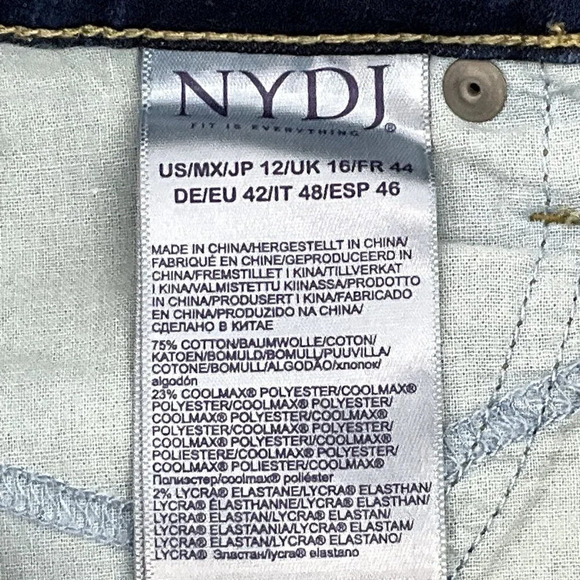 NYDJ®
FIT IS EVERYTHING
US/MX/JP 12/UK 16/FR 44
DE/EU 42/IT 48/ESP 46
MADE IN CHINA/HERGESTELLT IN CHINA/
FABRIQUÉ EN CHINE/GEPRODUCEERD IN
CHINA/FREMSTILLET I KINA/TILLVERKAT
I KINA/VALMISTETTU KIINASSA/PRODOTTO
IN CHINA/PRODUSERT I KINA/FABRICADO
EN CHINA/PRODUZIDO NA CHINA/
СДЕЛАНО В КИТАЕ
75% COTTON/BAUMWOLLE/COTON/
KATOEN/BOMULD/BOMULL/PUUVILLA/
COTONE/BOMULL/ALGODÃO/хлопок/
algodón
23% COOLMAX® POLYESTER/COOLMAX®
POLYESTER/COOLMAX® POLYESTER/
COOLMAX® POLYESTER/COOLMAX®
POLYESTER/COOLMAX® POLYESTER/
COOLMAX® POLYESTERI/COOLMAX®
POLIESTERE/COOLMAX® POLYESTER/
COOLMAX® POLIESTER/COOLMAX®
Полиэстер/coolmax® poliéster
2% LYCRA® ELASTANE/LYCRA® ELASTHAN/
LYCRA® ÉLASTHANNE/LYCRA® ELASTHAN/
LYCRA® ELASTAN/LYCRA® ELASTAN/
LYCRA® ELASTAANIA/LYCRA® ELASTAM/
LYCRA® ELASTAN/LYCRA® ELASTANO/
LYCRA® Эластан/lycra® elastano